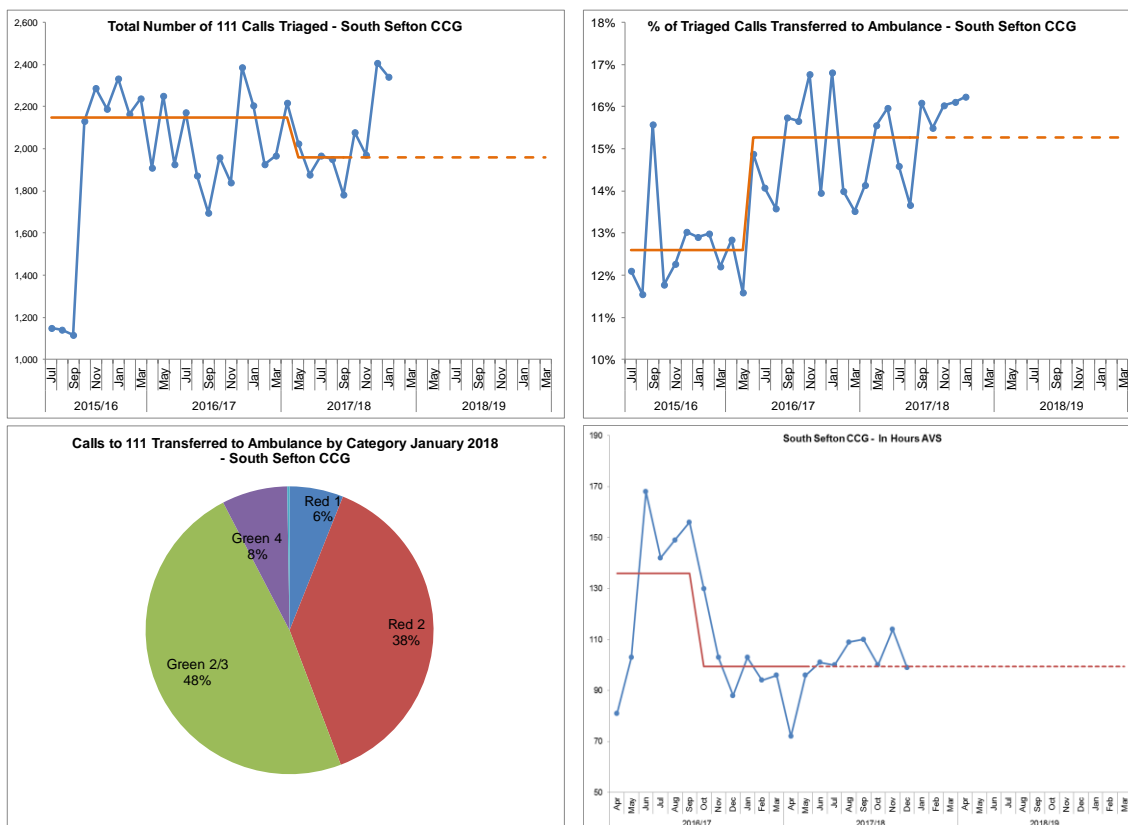 Total Number of 111 Calls Triaged - South Sefton CCG
2,600
2,400
2,200
2,000
1,800
1,600
1,400
1,200
1,000
Jul Sep Nov Jan Mar May Jul Sep Nov Jan Mar May Jul Sep Nov Jan Mar May Jul Sep Nov Jan Mar
2015/16 2016/17 2017/18 2018/19
% of Triaged Calls Transferred to Ambulance - South Sefton CCG
18%
17%
16%
15%
14%
13%
12%
11%
10%
Jul Sep Nov Jan Mar May Jul Sep Nov Jan Mar May Jul Sep Nov Jan Mar May Jul Sep Nov Jan Mar
2015/16 2016/17 2017/18 2018/19
Calls to 111 Transferred to Ambulance by Category January 2018
- South Sefton CCG
Red 1
6%
Green 4
8%
Red 2
38%
Green 2/3
48%
South Sefton CCG - In Hours AVS
190
170
150
130
110
90
70
50
Apr May Jun Jul Aug Sep Oct Nov Dec Jan Feb Mar Apr May Jun Jul Aug Sep Oct Nov Dec Jan Feb Mar Apr May Jun Jul Aug Sep Oct Nov Dec Jan Feb Mar
2016/17 2017/18 2018/19